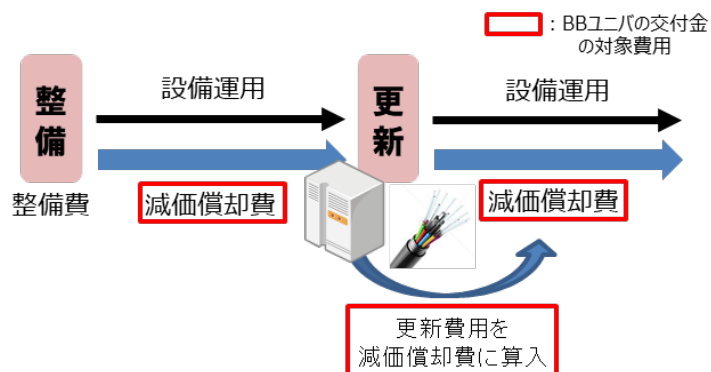 ：BBユニバの交付金
の対象費用
整備
設備運用
更新
設備運用
整備費
減価償却費
減価償却費
更新費用を
減価償却費に算入